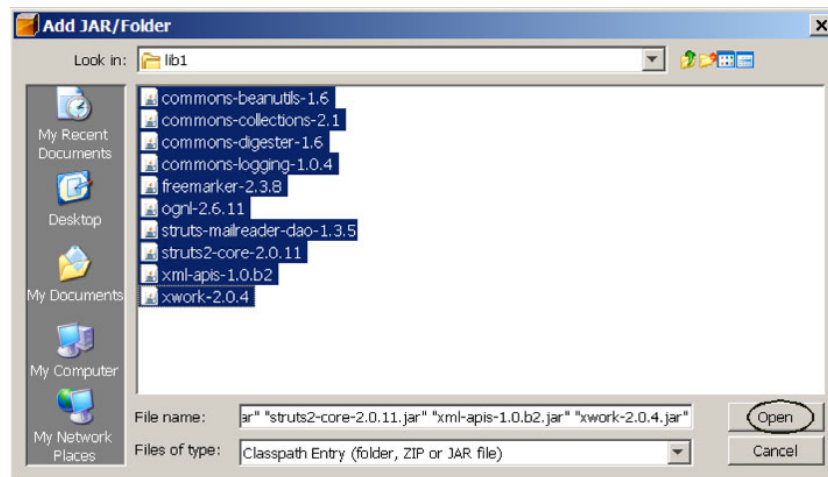 Add JAR/Folder
Look in: lib1
My Recent
Documents
Desktop
My Documents
My Computer
My Network
Places
commons-beanutils-1.6
commons-collections-2.1
commons-digester-1.6
commons-logging-1.0.4
freemarker-2.3.8
ognl-2.6.11
struts-mailreader-dao-1.3.5
struts2-core-2.0.11
xml-apis-1.0.b2
xwork-2.0.4
File name: ar" "struts2-core-2.0.11.jar" "xml-apis-1.0.b2.jar" "xwork-2.0.4.jar" Open
Files of type: Classpath Entry (folder, ZIP or JAR file) Cancel